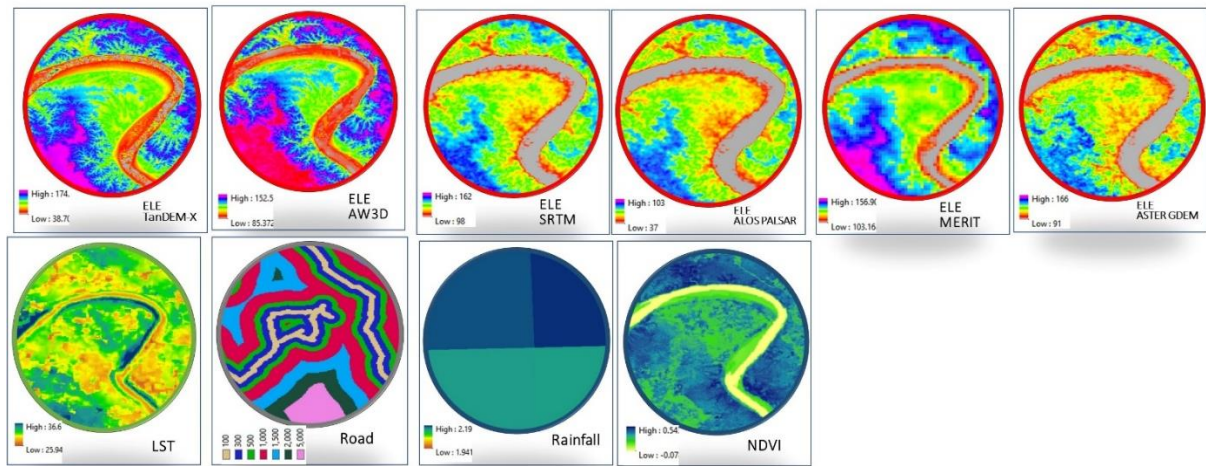 High : 174.
Low : 38.70
ELE
TanDEM-X
High : 152.5
Low : 85.372
ELE
AW3D
High : 162
Low : 98
ELE
SRTM
High : 103
Low : 37
ELE
ALOS PALSAR
High : 156.90
Low : 103.16
ELE
MERIT
High : 166
Low : 91
ELE
ASTER GDEM
High : 36.6
Low : 25.94
LST
100
300
500
1,000
1,500
2,000
5,000
Road
High : 2.19
Low : 1.941
Rainfall
High : 0.54
Low : -0.07
NDVI